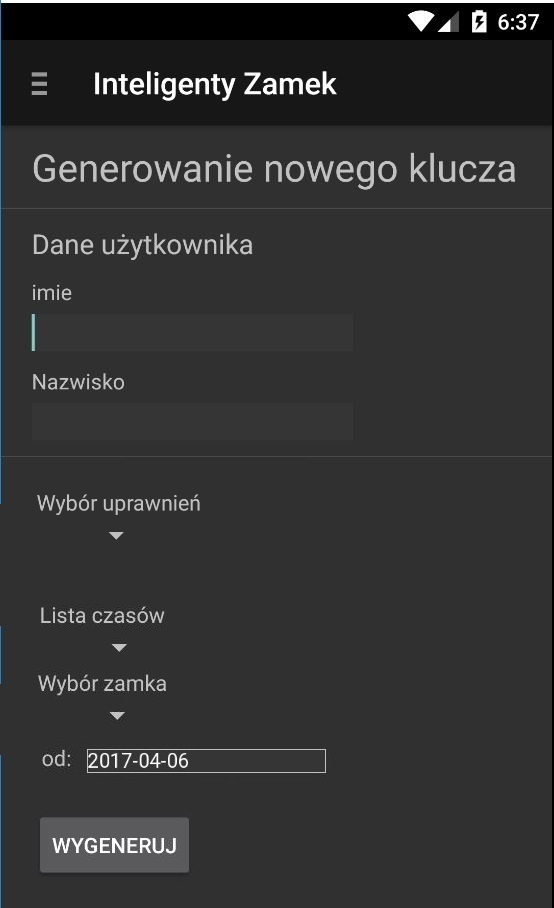 6:37
Inteligenty Zamek
Generowanie nowego klucza
Dane użytkownika
imie
Nazwisko
Wybór uprawnień
Lista czasów
Wybór zamka
od: 2017-04-06
WYGENERUJ